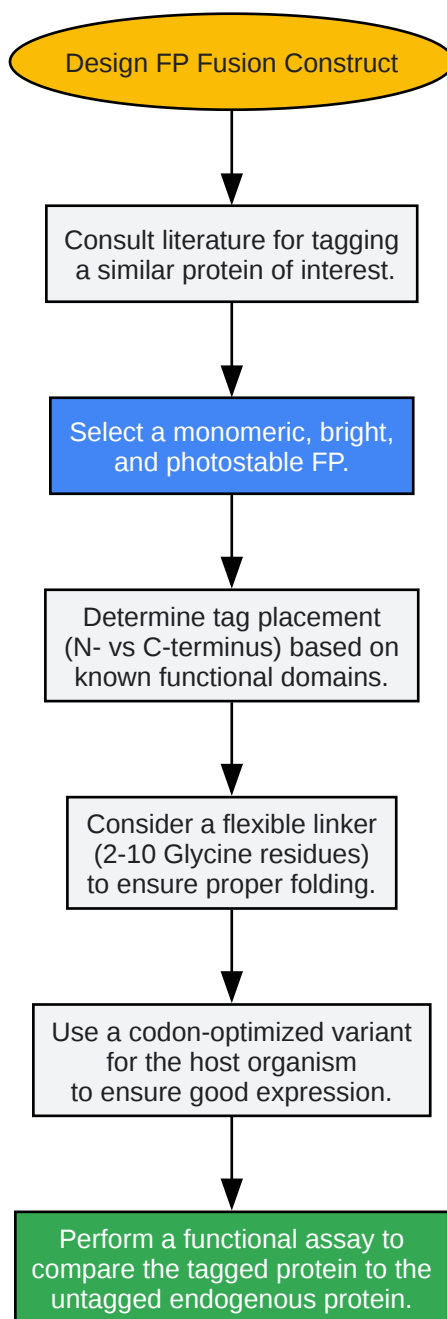 Design FP Fusion Construct
Consult literature for tagging
a similar protein of interest.
Select a monomeric, bright,
and photostable FP.
Determine tag placement
(N- vs C-terminus) based on
known functional domains.
Consider a flexible linker
(2-10 Glycine residues)
to ensure proper folding.
Use a codon-optimized variant
for the host organism
to ensure good expression.
Perform a functional assay to
compare the tagged protein to the
untagged endogenous protein.